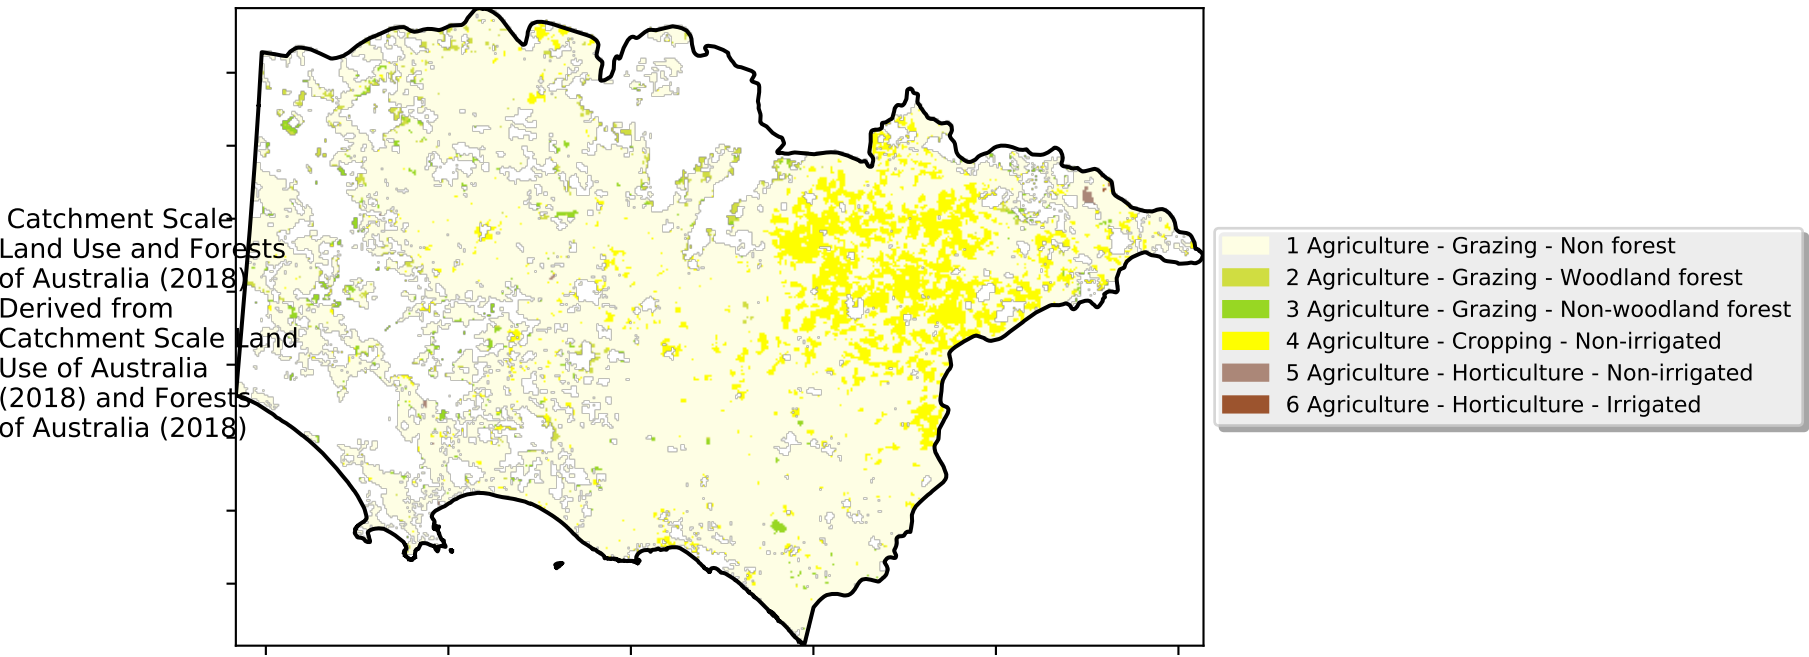 Catchment Scale
Land Use and Forests
of Australia (2018)
Derived from
Catchment Scale Land
Use of Australia
(2018) and Forests
of Australia (2018)
1 Agriculture - Grazing - Non forest
2 Agriculture - Grazing - Woodland forest
3 Agriculture - Grazing - Non-woodland forest
4 Agriculture - Cropping - Non-irrigated
5 Agriculture - Horticulture - Non-irrigated
6 Agriculture - Horticulture - Irrigated